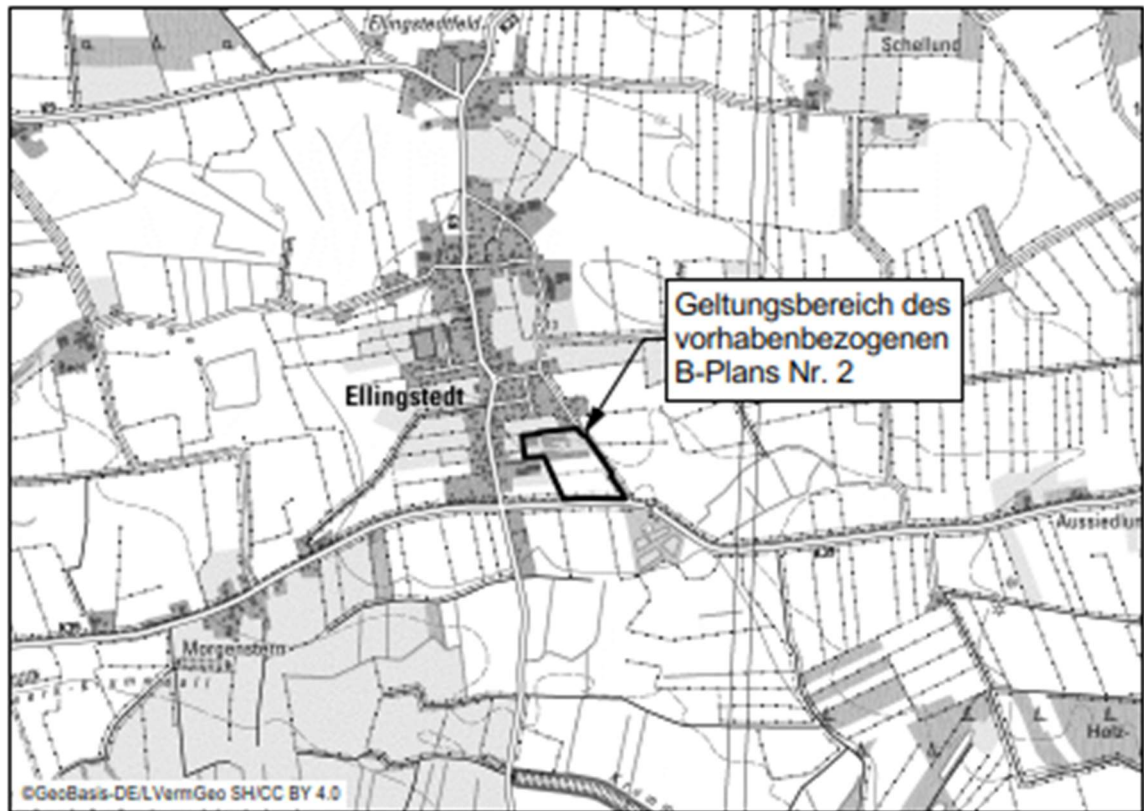 Ellingstedtfeld
Schellund
K9
Geltungsbereich des
vorhabenbezogenen
B-Plans Nr. 2
Ellingstedt
Aussiedlun
Morgenstern
Holz-
©GeoBasis-DE/LVermGeo SH/CC BY 4.0